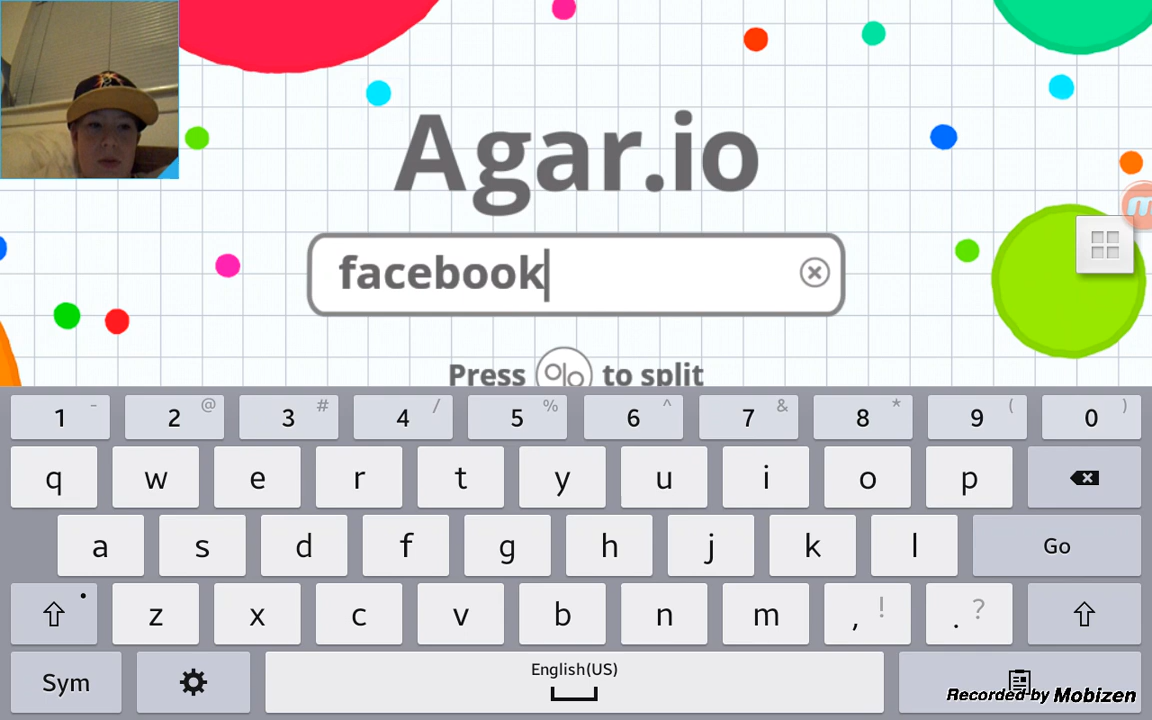 Agar.io
facebook
Press to split
1 - 2 @ 3 # 4 / 5 % 6 ^ 7 & 8 * 9 ( 0 )
q w e r t y u i o p
a s d f g h j k l Go
z x c v b n m , ! . ?
Sym English(US)
Recorded by Mobizen